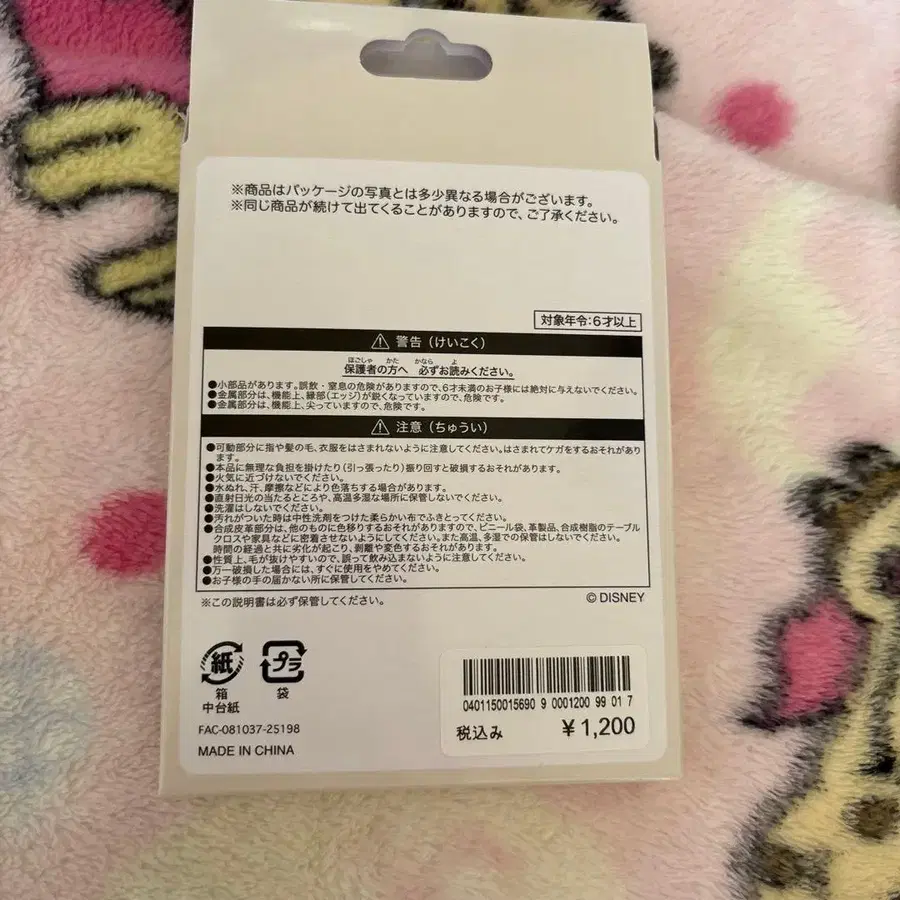 ※商品はパッケージの写真とは多少異なる場合がございます。
※同じ商品が続けて出てくることがありますので、ご了承ください。
対象年令:6才以上
⚠ 警告(けいこく)
ほごしゃ かた かなら よ
保護者の方へ 必ずお読みください。
●小部品があります。誤飲・窒息の危険がありますので、6才未満のお子様には絶対に与えないでください。
●金属部分は、機能上、縁部(エッジ)が鋭くなっていますので、危険です。
●金属部分は、機能上、尖っていますので、危険です。
⚠ 注意(ちゅうい)
●可動部分に指や髪の毛、衣服をはさまれないように注意してください。はさまれてケガをするおそれがあり
ます。
●本品に無理な負担を掛けたり(引っ張ったり)振り回すと破損するおそれがあります。
●火気に近づけないでください。
●水ぬれ、汗、摩擦などにより色落ちする場合があります。
●直射日光の当たるところや、高温多湿な場所に保管しないでください。
●洗濯はしないでください。
●汚れがついた時は中性洗剤をつけた柔らかい布でふきとってください。
●合成皮革部分は、他のものに色移りするおそれがありますので、ビニール袋、革製品、合成樹脂のテーブル
クロスや家具などに密着させないようにしてください。また高温、多湿での保管はしないでください。
時間の経過と共に劣化が起こり、剥離や変色するおそれがあります。
●性質上、毛が抜けやすいので、誤って飲み込まないように注意してください。
●万一破損した場合には、すぐに使用をやめてください。
●お子様の手の届かない所に保管してください。
※この説明書は必ず保管してください。
© DISNEY
紙
プラ
箱
中台紙
袋
FAC-081037-25198
MADE IN CHINA
0401150015690 9 0001200 99 01 7
税込み ¥1,200